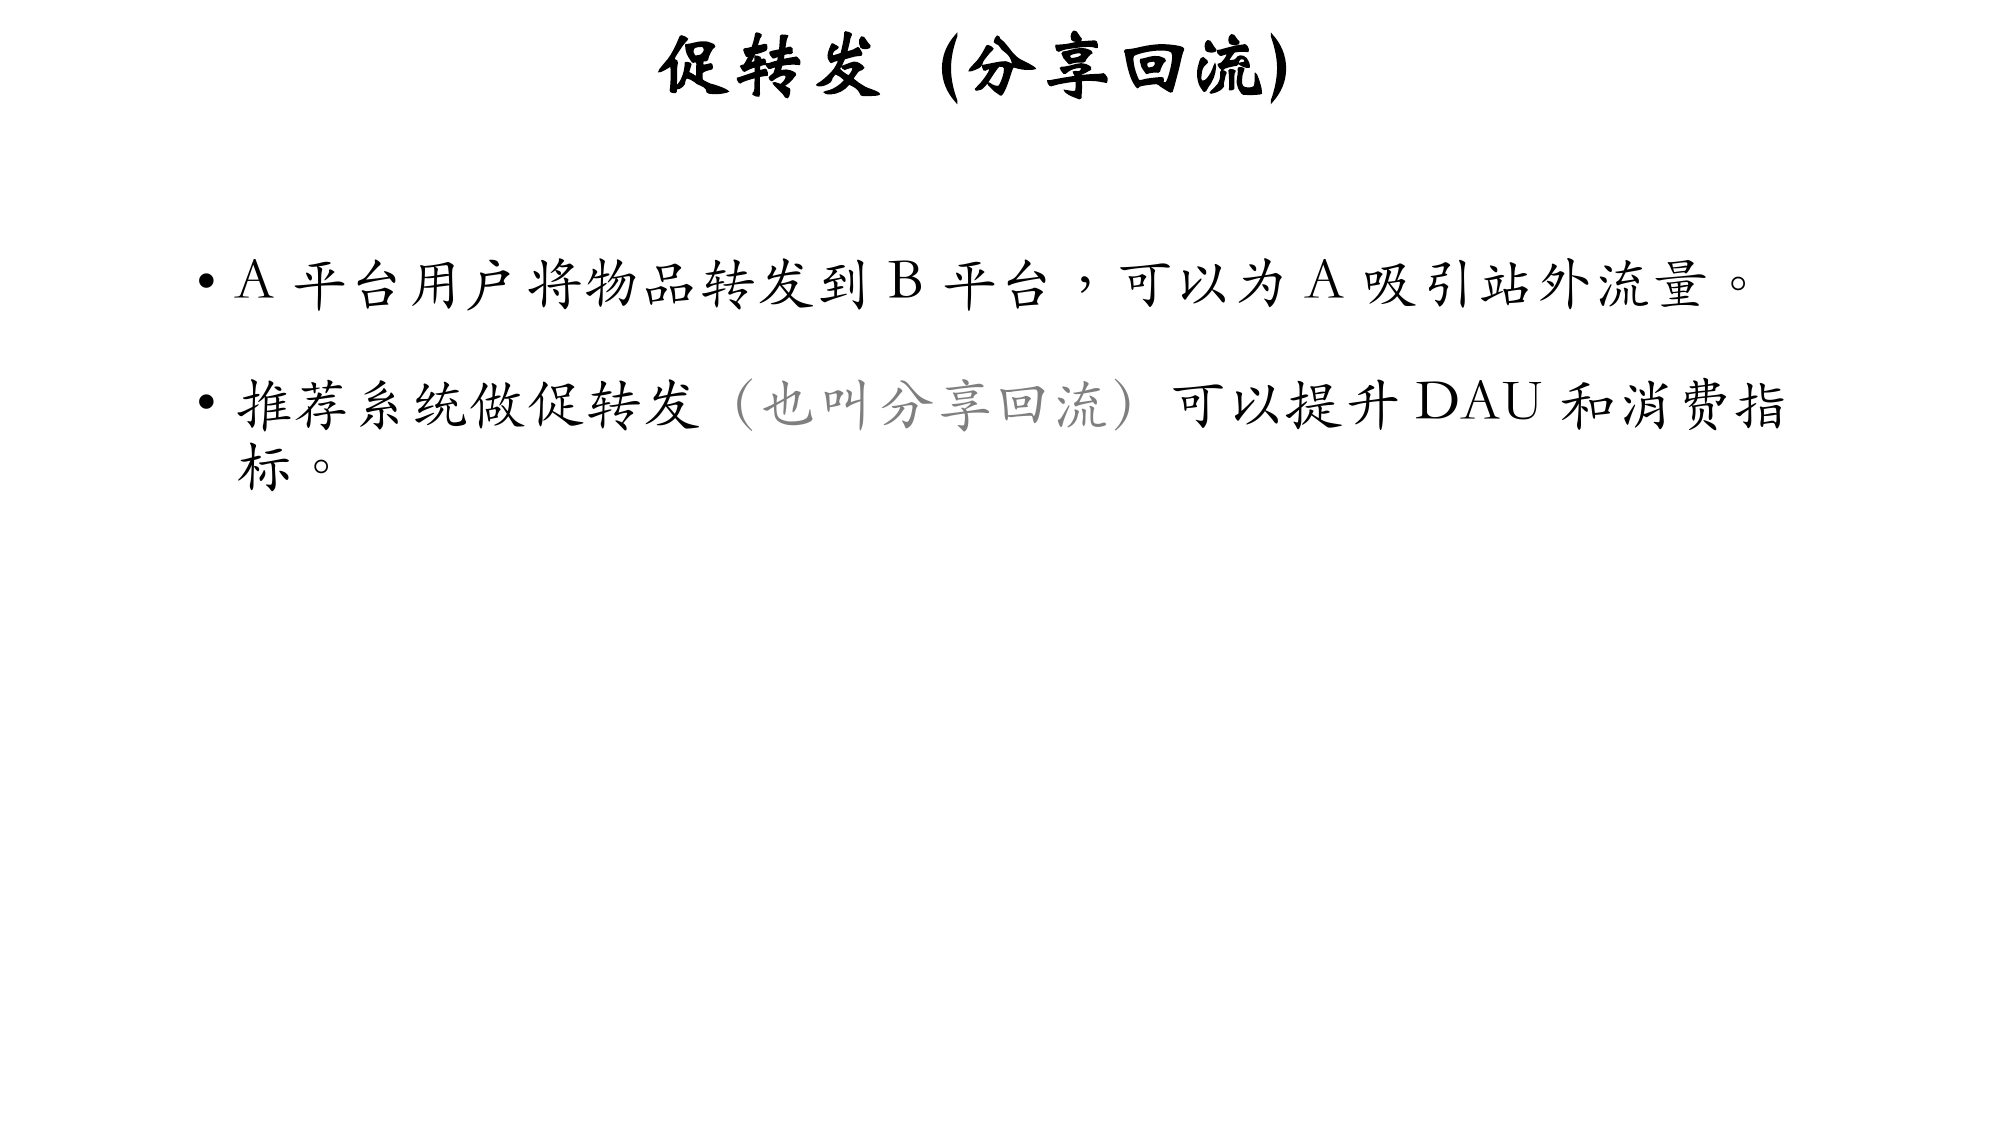 促转发 (分享回流)
• A 平台用户将物品转发到 B 平台，可以为 A 吸引站外流量。
• 推荐系统做促转发（也叫分享回流）可以提升 DAU 和消费指
标。